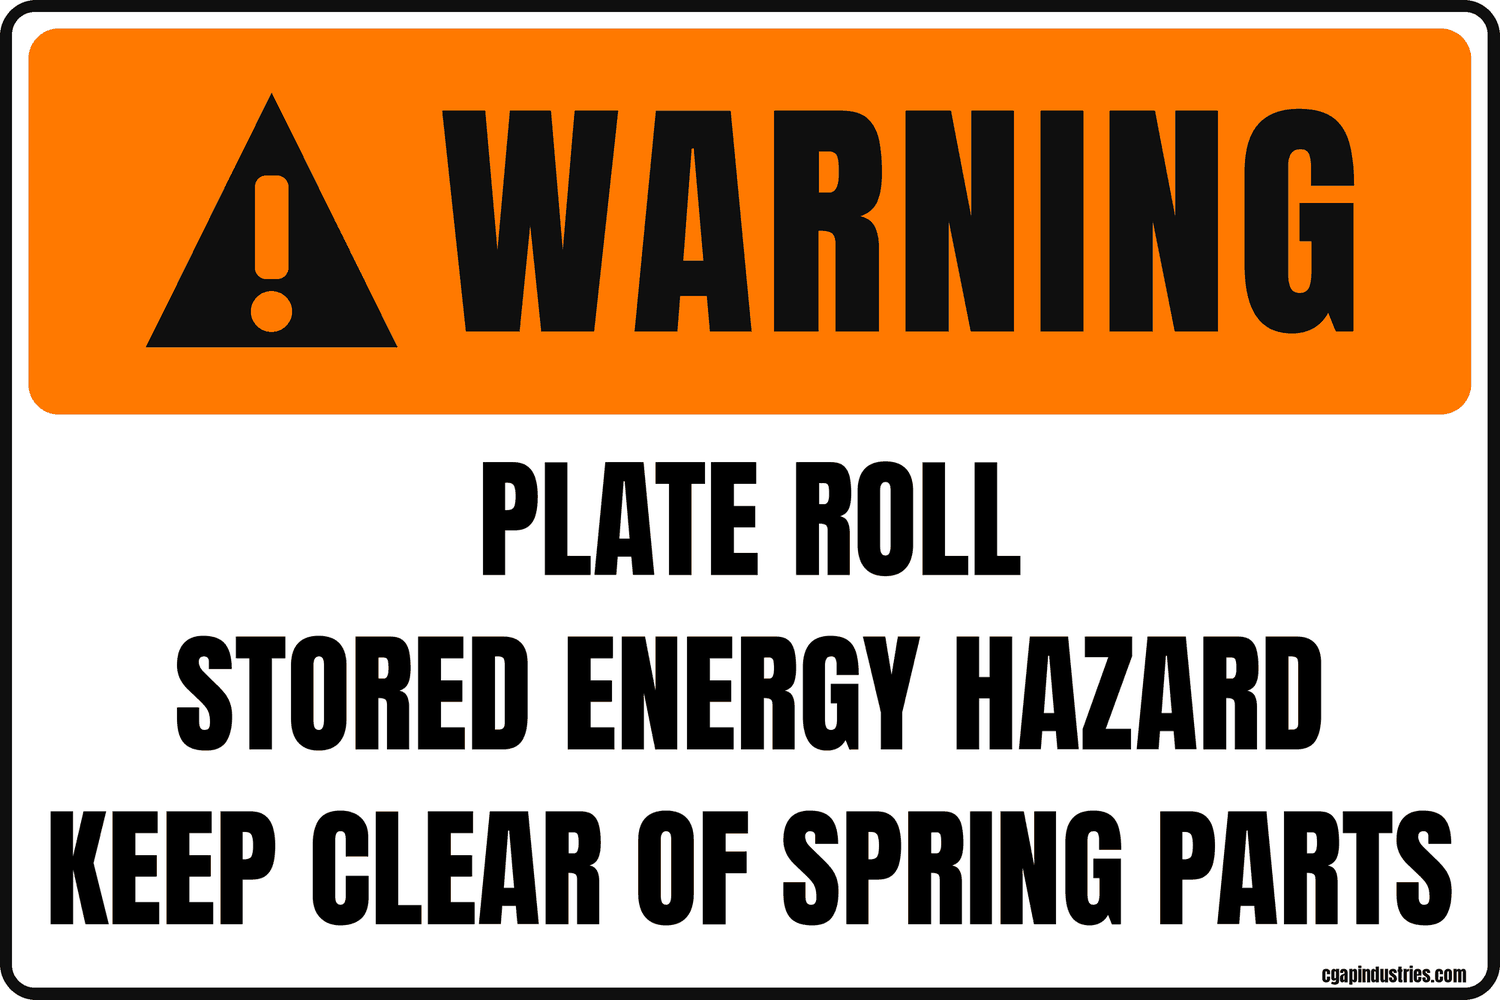 WARNING
PLATE ROLL
STORED ENERGY HAZARD
KEEP CLEAR OF SPRING PARTS
cgapindustries.com